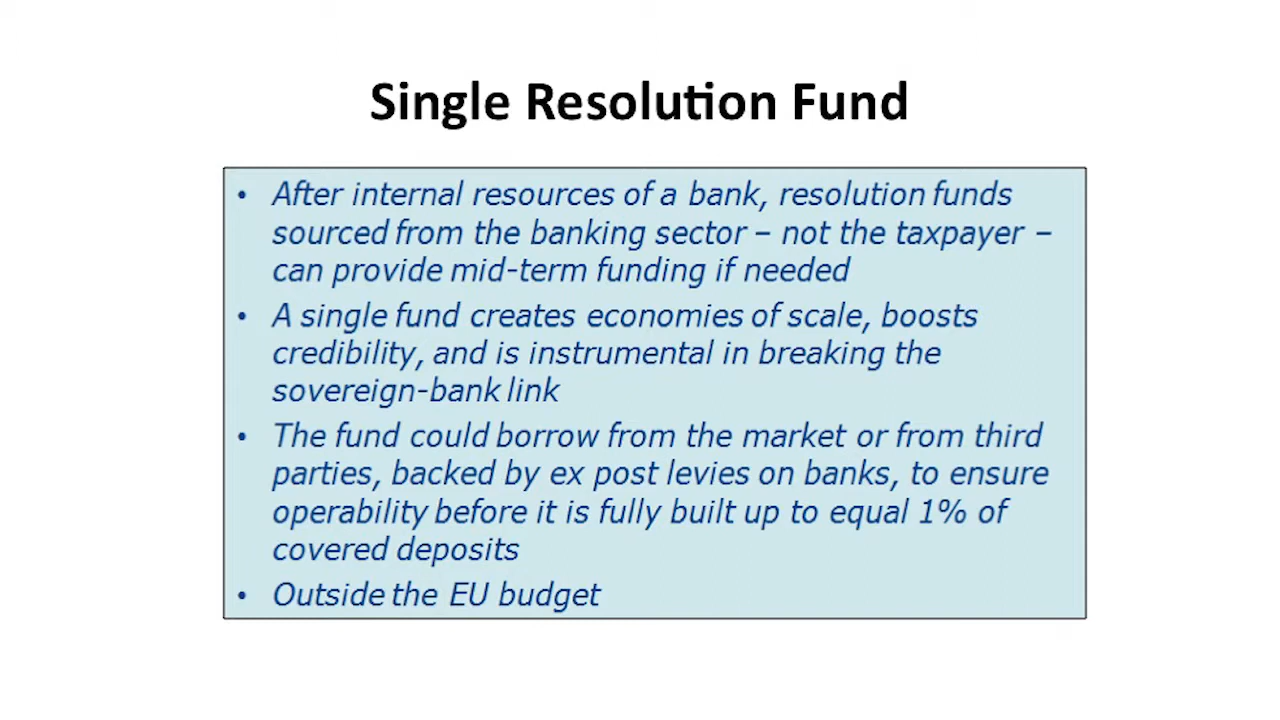 Single Resolution Fund
• After internal resources of a bank, resolution funds
sourced from the banking sector – not the taxpayer –
can provide mid-term funding if needed
• A single fund creates economies of scale, boosts
credibility, and is instrumental in breaking the
sovereign-bank link
• The fund could borrow from the market or from third
parties, backed by ex post levies on banks, to ensure
operability before it is fully built up to equal 1% of
covered deposits
• Outside the EU budget